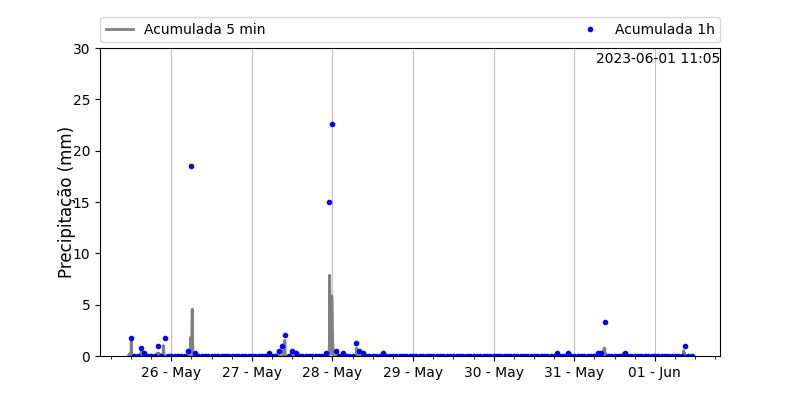 Acumulada 5 min Acumulada 1h
2023-06-01 11:05
Precipitação (mm)
30
25
20
15
10
5
0
26 - May 27 - May 28 - May 29 - May 30 - May 31 - May 01 - Jun